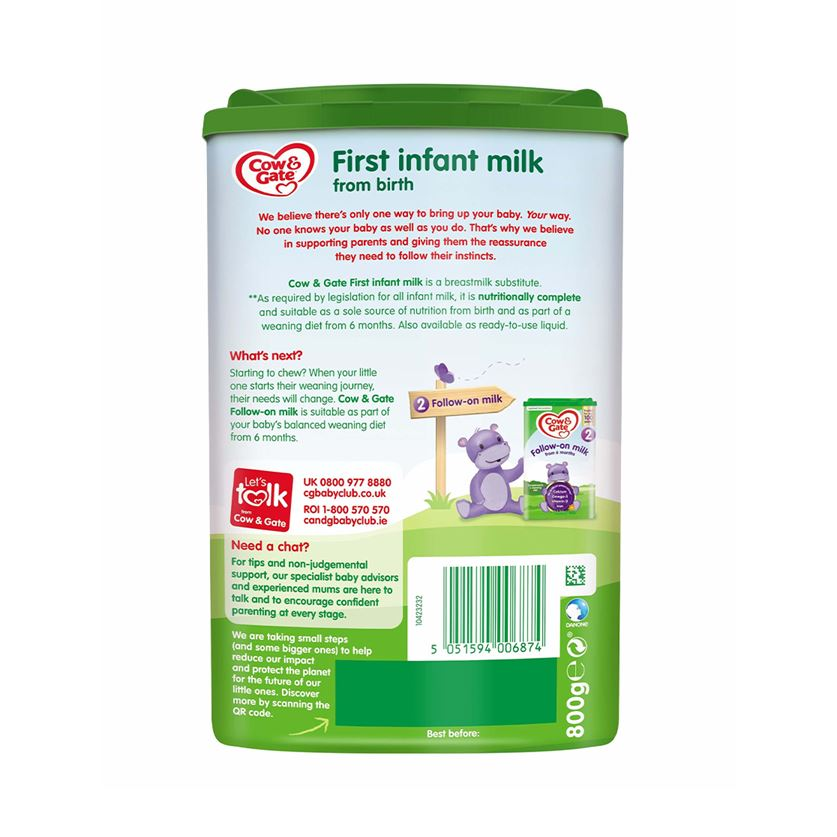 Cow &
Gate
First infant milk
from birth
We believe there's only one way to bring up your baby. Your way.
No one knows your baby as well as you do. That's why we believe
in supporting parents and giving them the reassurance
they need to follow their instincts.
Cow & Gate First infant milk is a breastmilk substitute.
**As required by legislation for all infant milk, it is nutritionally complete
and suitable as a sole source of nutrition from birth and as part of a
weaning diet from 6 months. Also available as ready-to-use liquid.
What's next?
Starting to chew? When your little
one starts their weaning journey,
their needs will change. Cow & Gate
Follow-on milk is suitable as part of
your baby's balanced weaning diet
from 6 months.
2 Follow-on milk
Cow &
Gate
2
Follow-on milk
from 6 months
Calcium
Omega 3
Vitamin D
Iron
Let's
talk
from
Cow & Gate
UK 0800 977 8880
cgbabyclub.co.uk
ROI 1-800 570 570
candgbabyclub.ie
Need a chat?
For tips and non-judgemental
support, our specialist baby advisors
and experienced mums are here to
talk and to encourage confident
parenting at every stage.
We are taking small steps
(and some bigger ones) to help
reduce our impact
and protect the planet
for the future of our
little ones. Discover
more by scanning the
QR code.
10423232
5 051594 006874
DANONE
800g e
Best before: